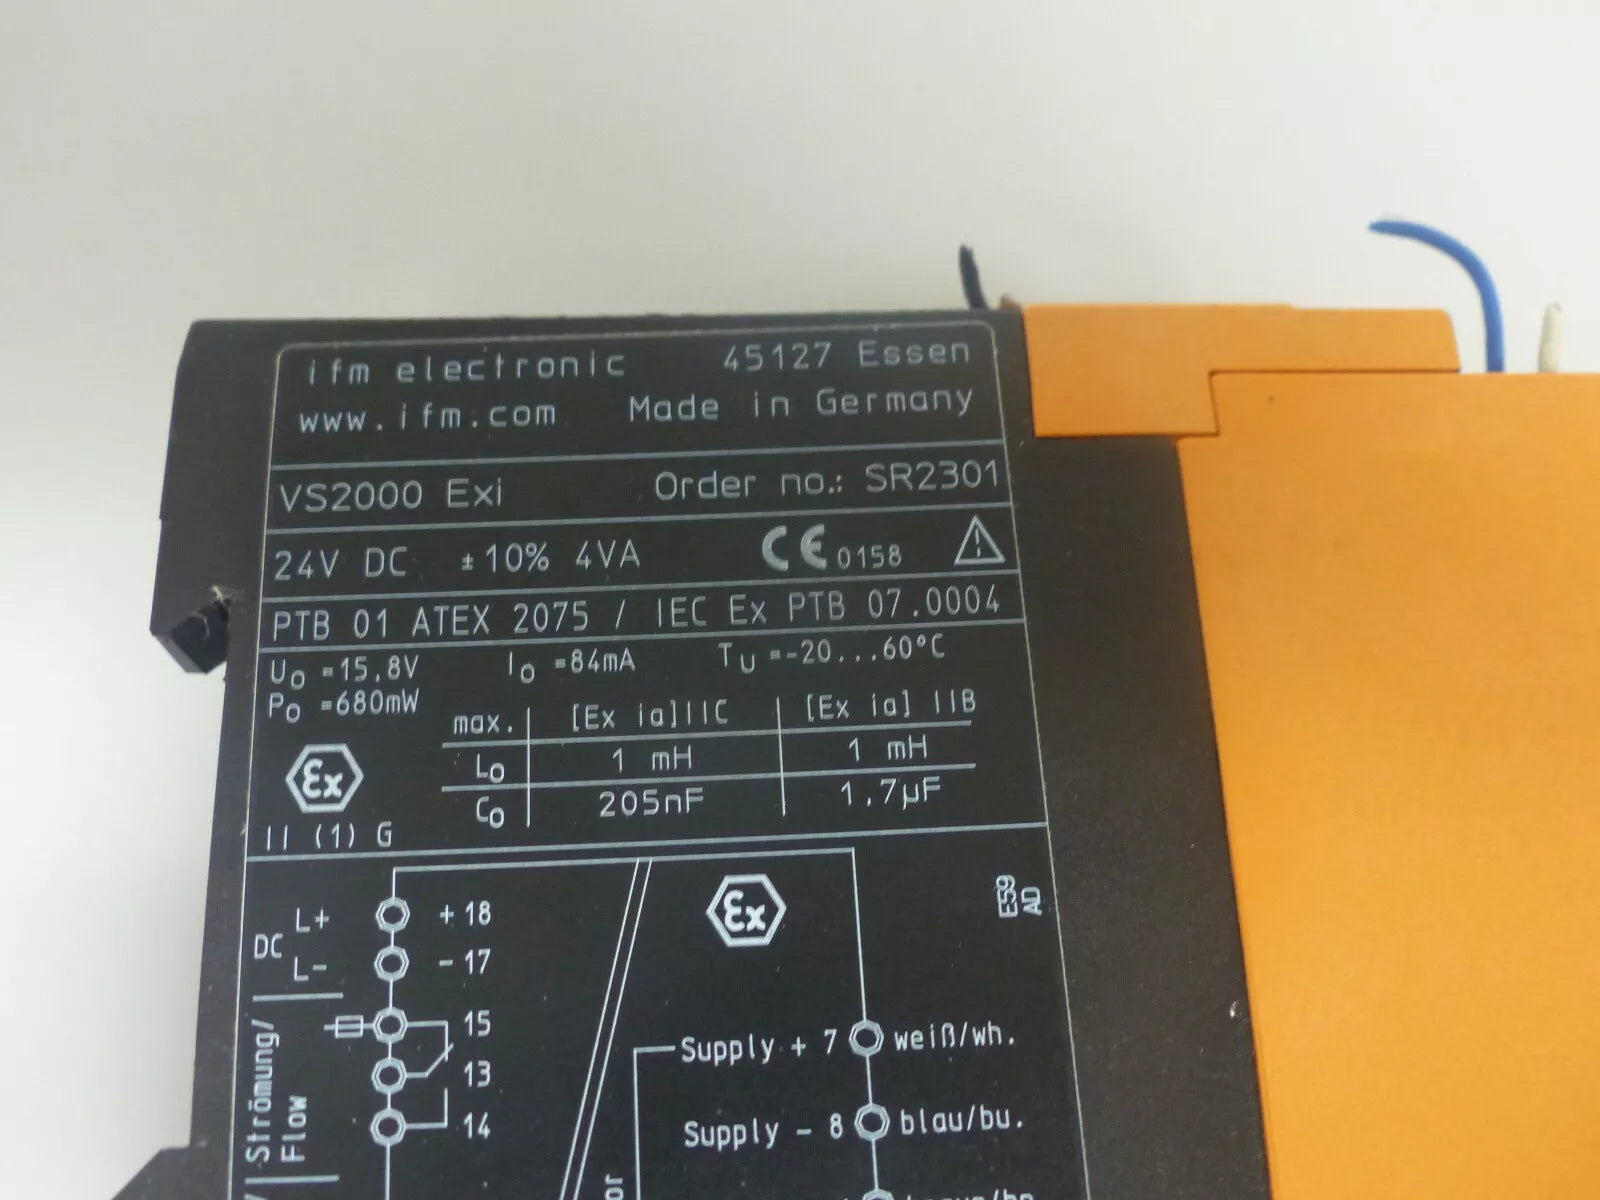 ifm electronic 45127 Essen
www.ifm.com Made in Germany
VS2000 Exi Order no.: SR2301
24V DC ±10% 4VA CE 0158
PTB 01 ATEX 2075 / IEC Ex PTB 07.0004
Uo =15,8V Io =84mA TU =-20...60°C
Po =680mW
max. [Ex ia]IIC [Ex ia] IIB
Lo 1 mH 1 mH
Co 205nF 1,7µF
Ex
II (1) G
Ex
E59
AD
DC L+ +18
L- -17
Strömung/
Flow
15
13
14
Supply + 7 weiß/wh.
Supply - 8 blau/bu.